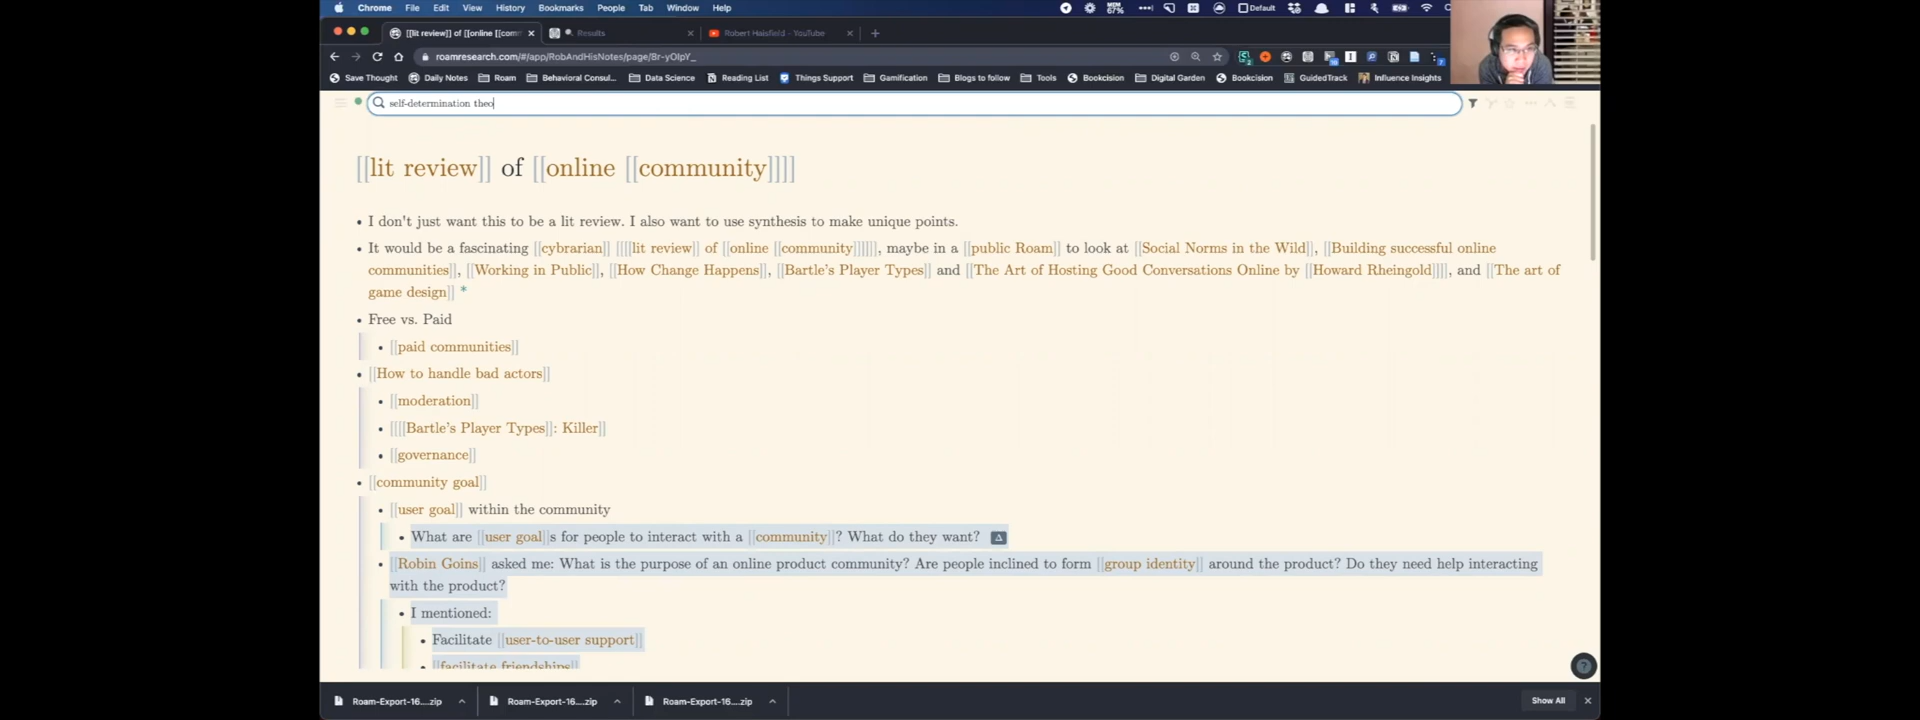 Chrome File Edit View History Bookmarks People Tab Window Help MEM 67% Default
[[lit review]] of [[online [[com Results Robert Haisfield - YouTube
roamresearch.com/#/app/RobAndHisNotes/page/Br-yOlpY_
Save Thought Daily Notes Roam Behavioral Consul... Data Science Reading List Things Support Gamification Blogs to follow Tools Bookcision Digital Garden Bookcision GuidedTrack Influence Insights
self-determination theo
[[lit review]] of [[online [[community]]]]
• I don't just want this to be a lit review. I also want to use synthesis to make unique points.
• It would be a fascinating [[cybrarian]] [[[[lit review]] of [[online [[community]]]]]], maybe in a [[public Roam]] to look at [[Social Norms in the Wild]], [[Building successful online
communities]], [[Working in Public]], [[How Change Happens]], [[Bartle's Player Types]] and [[The Art of Hosting Good Conversations Online by [[Howard Rheingold]]]], and [[The art of
game design]] *
• Free vs. Paid
• [[paid communities]]
• [[How to handle bad actors]]
• [[moderation]]
• [[[[Bartle's Player Types]]: Killer]]
• [[governance]]
• [[community goal]]
• [[user goal]] within the community
• What are [[user goal]]s for people to interact with a [[community]]? What do they want?
• [[Robin Goins]] asked me: What is the purpose of an online product community? Are people inclined to form [[group identity]] around the product? Do they need help interacting
with the product?
• I mentioned:
• Facilitate [[user-to-user support]]
• [[facilitate friendships]]
Roam-Export-16....zip Roam-Export-16....zip Roam-Export-16....zip Show All